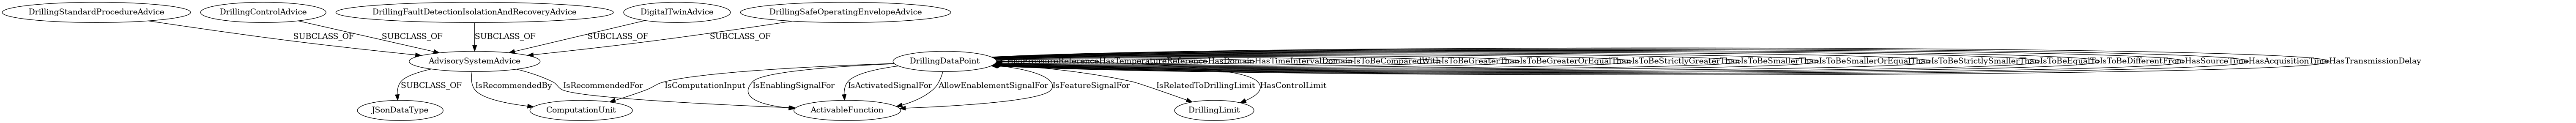 DrillingStandardProcedureAdvice
DrillingControlAdvice
DrillingFaultDetectionIsolationAndRecoveryAdvice
DigitalTwinAdvice
DrillingSafeOperatingEnvelopeAdvice
SUBCLASS_OF
SUBCLASS_OF
SUBCLASS_OF
SUBCLASS_OF
SUBCLASS_OF
AdvisorySystemAdvice
DrillingDataPoint
HasPressureReference
HasTemperatureReference
HasDomain
HasTimeIntervalDomain
IsToBeComparedWith
IsToBeGreaterThan
IsToBeGreaterOrEqualThan
IsToBeStrictlyGreaterThan
IsToBeSmallerThan
IsToBeSmallerOrEqualThan
IsToBeStrictlySmallerThan
IsToBeEqualTo
IsToBeDifferentFrom
HasSourceTime
HasAcquisitionTime
HasTransmissionDelay
SUBCLASS_OF
IsRecommendedBy
IsRecommendedFor
IsComputationInput
IsEnablingSignalFor
IsActivatedSignalFor
AllowEnablementSignalFor
IsFeatureSignalFor
IsRelatedToDrillingLimit
HasControlLimit
JSonDataType
ComputationUnit
ActivableFunction
DrillingLimit